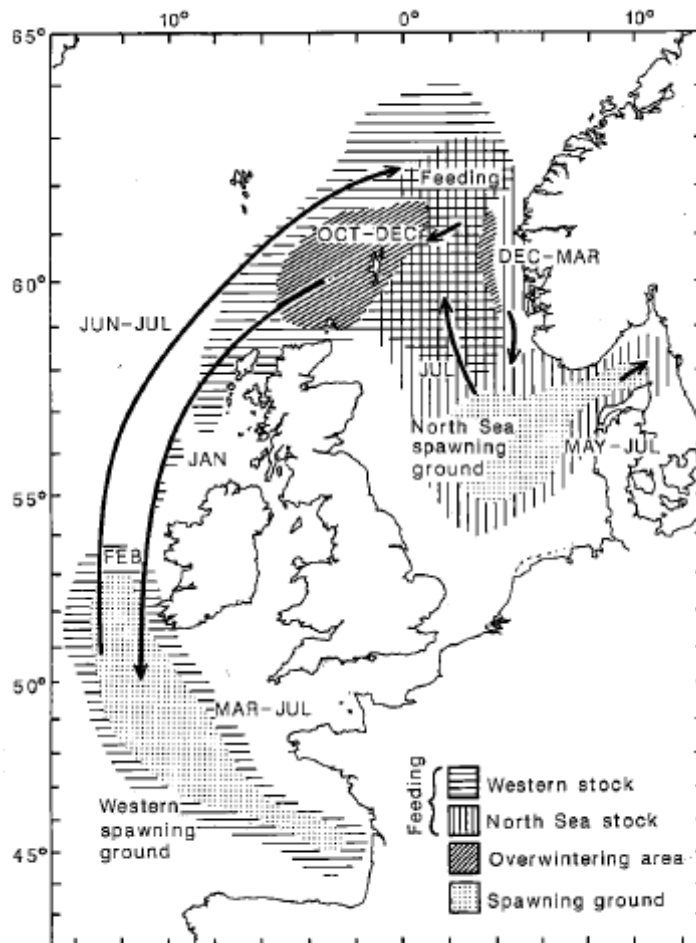 10° 0° 10°
65°
Feeding
OCT-DEC
DEC-MAR
60°
JUN-JUL
JUL
North Sea
spawning
ground
MAY-JUL
JAN
55°
FEB
50°
MAR-JUL
Western
spawning
ground
45°
Feeding
Western stock
North Sea stock
Overwintering area
Spawning ground